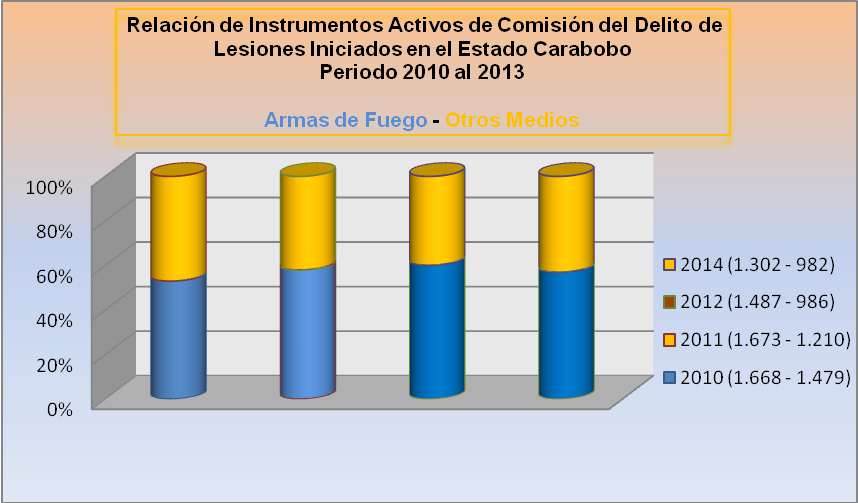 Relación de Instrumentos Activos de Comisión del Delito de
Lesiones Iniciados en el Estado Carabobo
Periodo 2010 al 2013
Armas de Fuego - Otros Medios
100%
80%
60%
40%
20%
0%
2014 (1.302 - 982)
2012 (1.487 - 986)
2011 (1.673 - 1.210)
2010 (1.668 - 1.479)